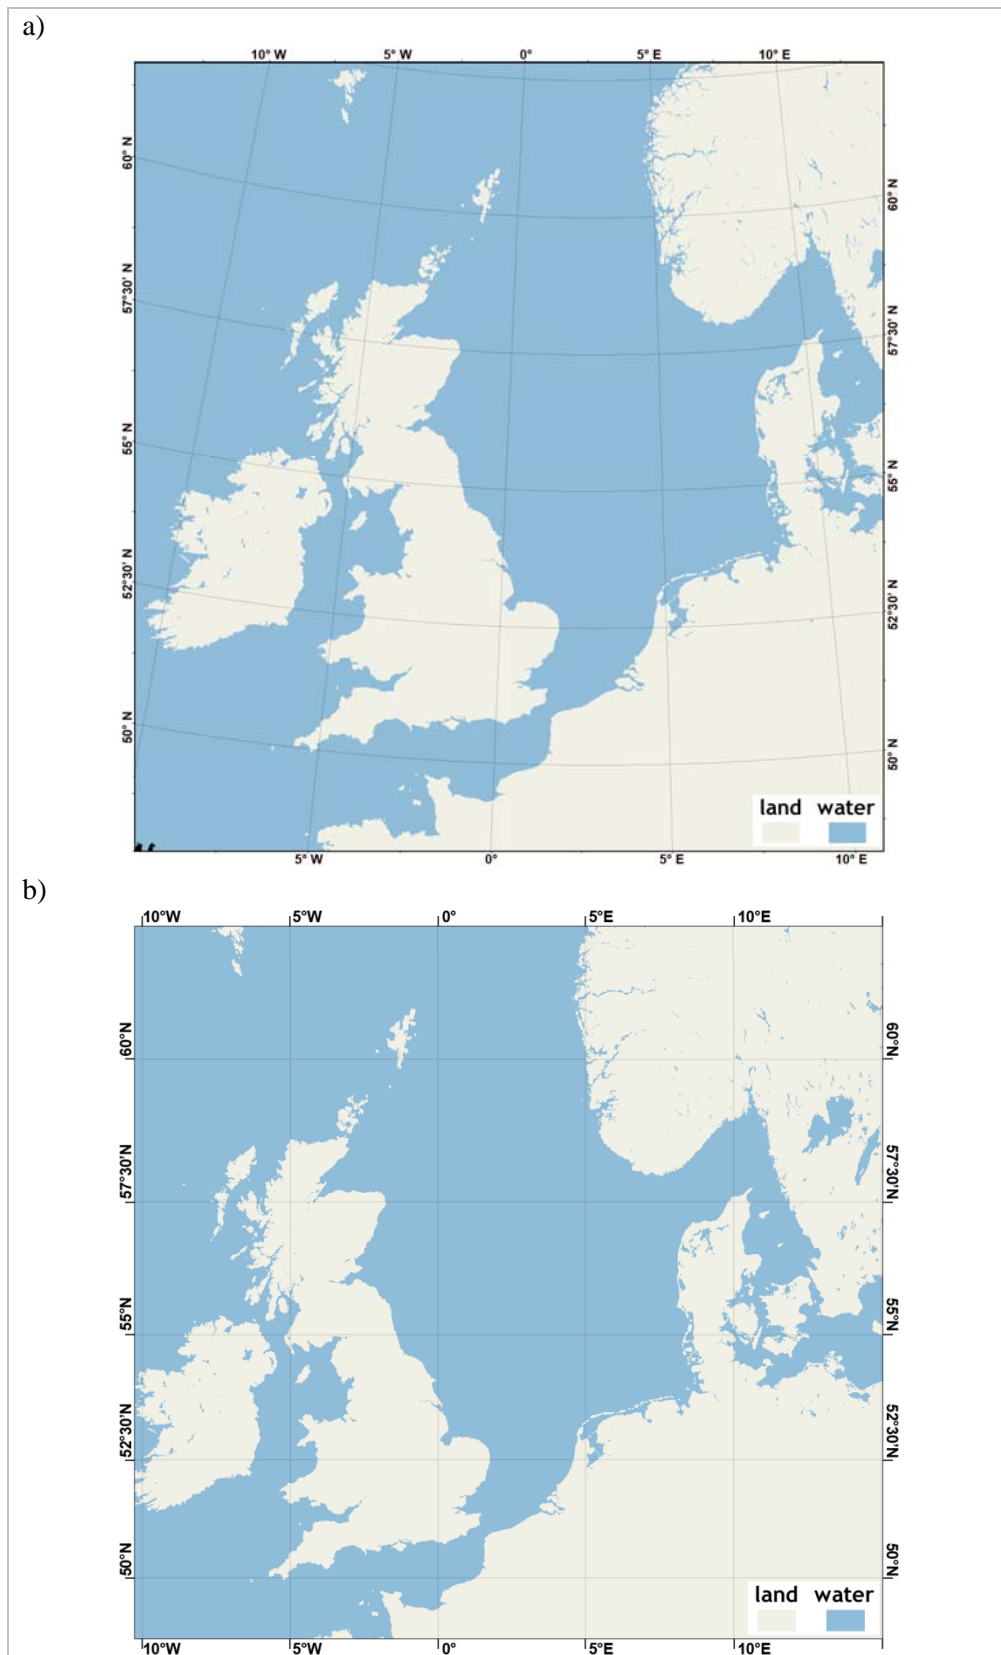 a)
10° W 5° W 0° 5° E 10° E
60° N
60° N
57°30' N
57°30' N
55° N
55° N
52°30' N
52°30' N
50° N
50° N
land water
5° W 0° 5° E 10° E
b)
10°W 5°W 0° 5°E 10°E
60°N
60°N
57°30'N
57°30'N
55°N
55°N
52°30'N
52°30'N
50°N
50°N
land water
10°W 5°W 0° 5°E 10°E